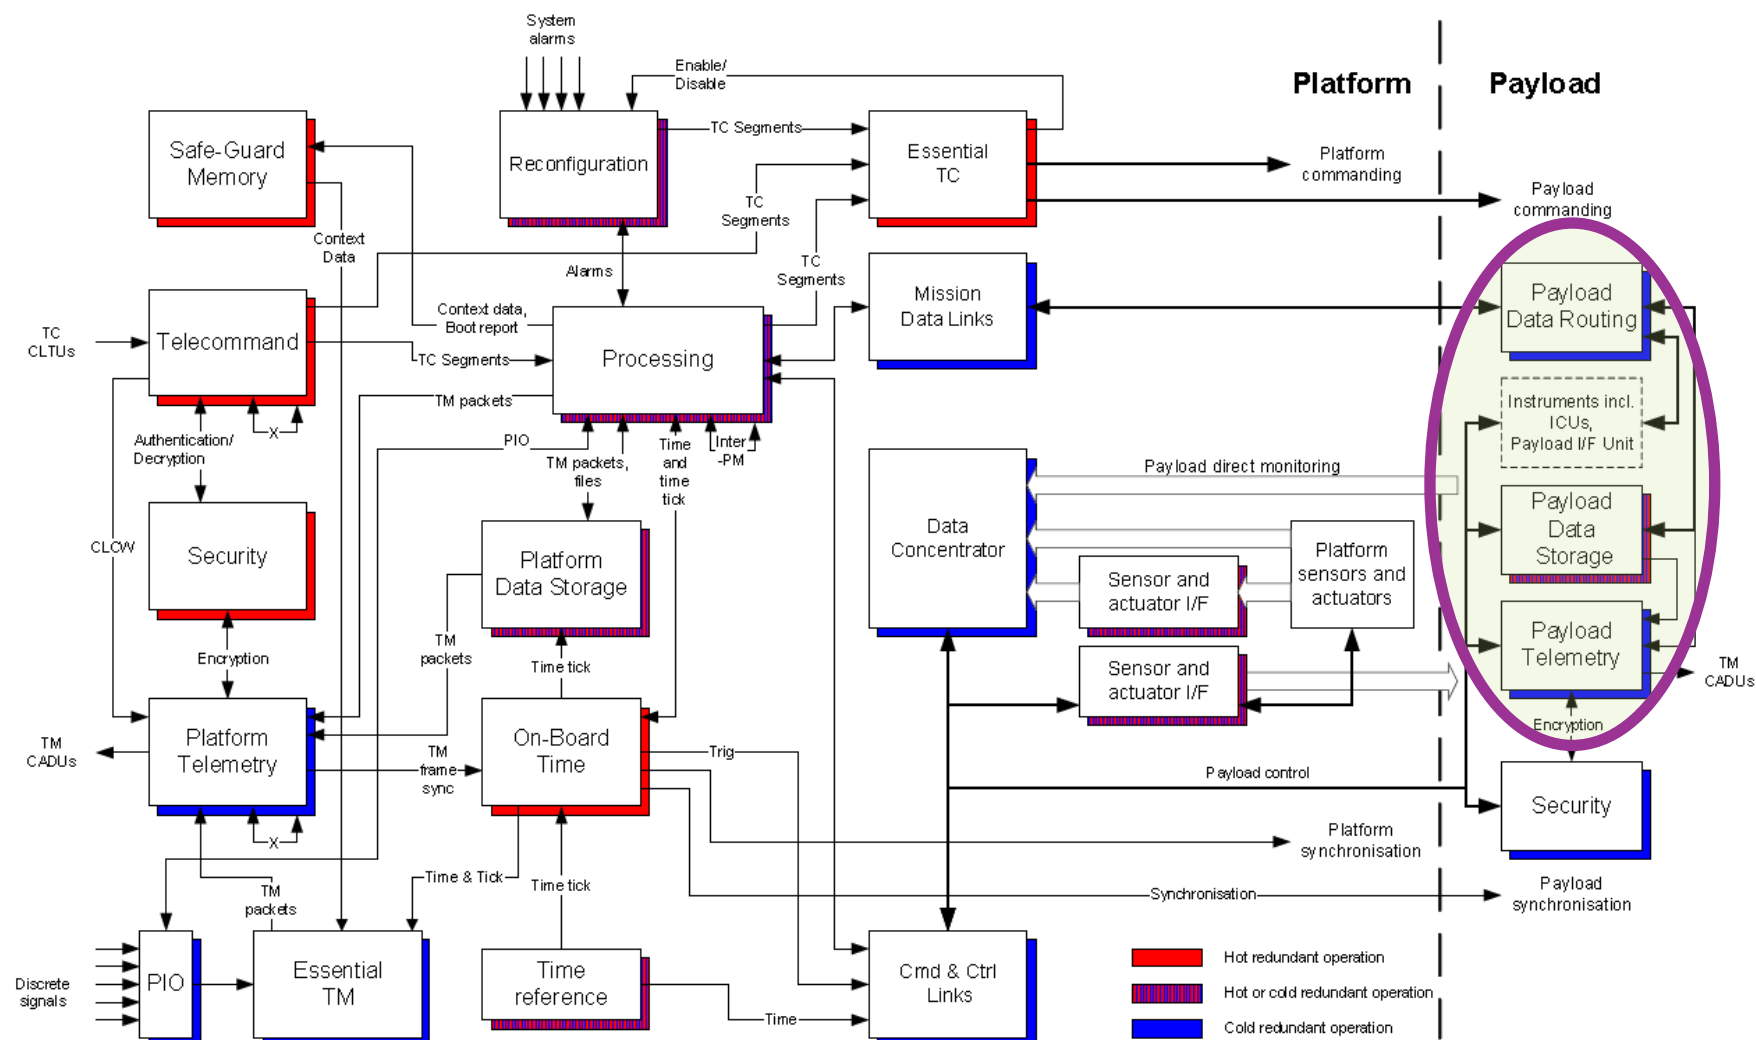 System
alarms
Enable/
Disable
Platform
Payload
Safe-Guard
Memory
Reconfiguration
TC Segments
Essential
TC
Platform
commanding
Payload
commanding
TC
Segments
Context
Data
Alarms
TC
Segments
Mission
Data Links
Payload
Data Routing
TC
CLTUs
Telecommand
Context data,
Boot report
TC Segments
Processing
TM packets
X
Authentication/
Decryption
PIO
TM packets,
files
Time
and
time
tick
Inter
-PM
Instruments incl.
ICUs,
Payload I/F Unit
Payload direct monitoring
CLCW
Security
Platform
Data Storage
Data
Concentrator
Sensor and
actuator I/F
Platform
sensors and
actuators
Payload
Data
Storage
Encryption
TM
packets
Time tick
Sensor and
actuator I/F
Payload
Telemetry
TM
CADUs
Encryption
TM
CADUs
Platform
Telemetry
TM
frame
sync
On-Board
Time
Trig
Payload control
Security
X
Platform
synchronisation
Time & Tick
Time tick
TM
packets
Synchronisation
Payload
synchronisation
Discrete
signals
PIO
Essential
TM
Time
reference
Time
Cmd & Ctrl
Links
Hot redundant operation
Hot or cold redundant operation
Cold redundant operation